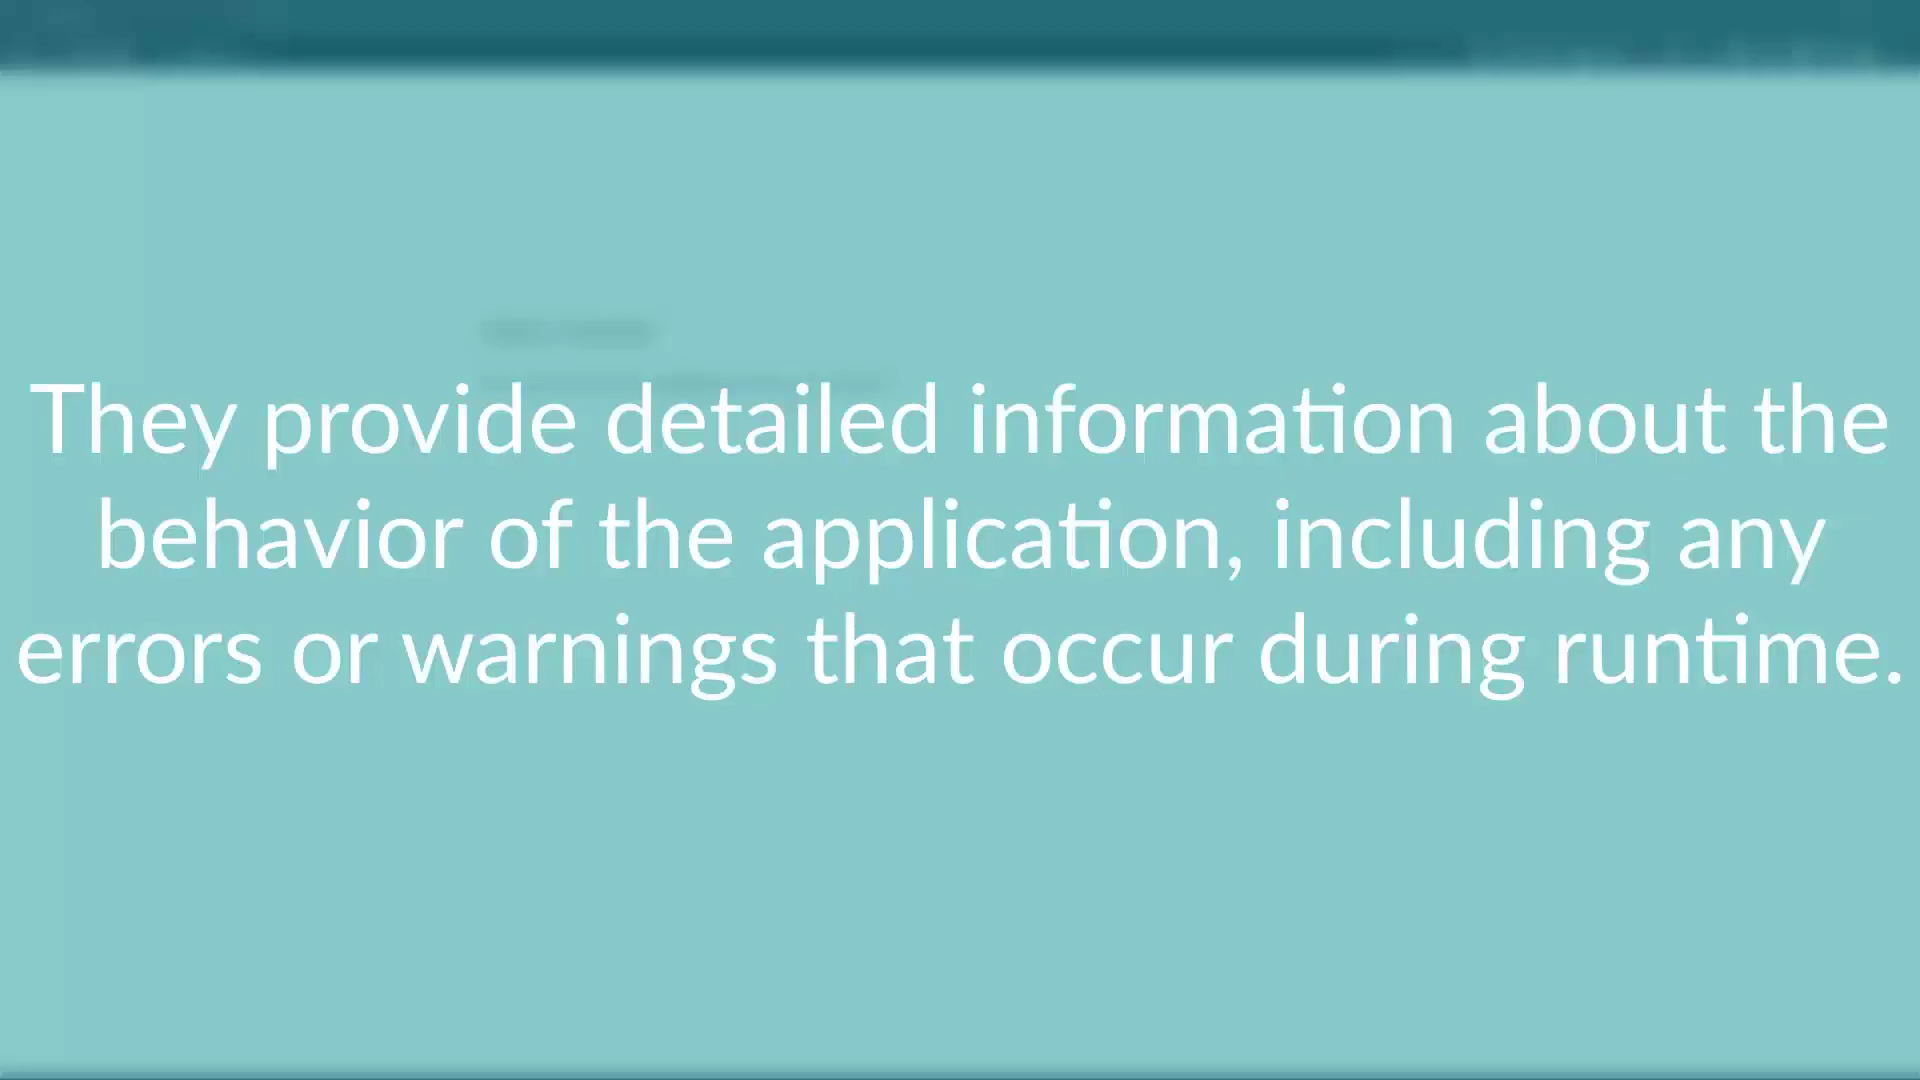 They provide detailed information about the
behavior of the application, including any
errors or warnings that occur during runtime.